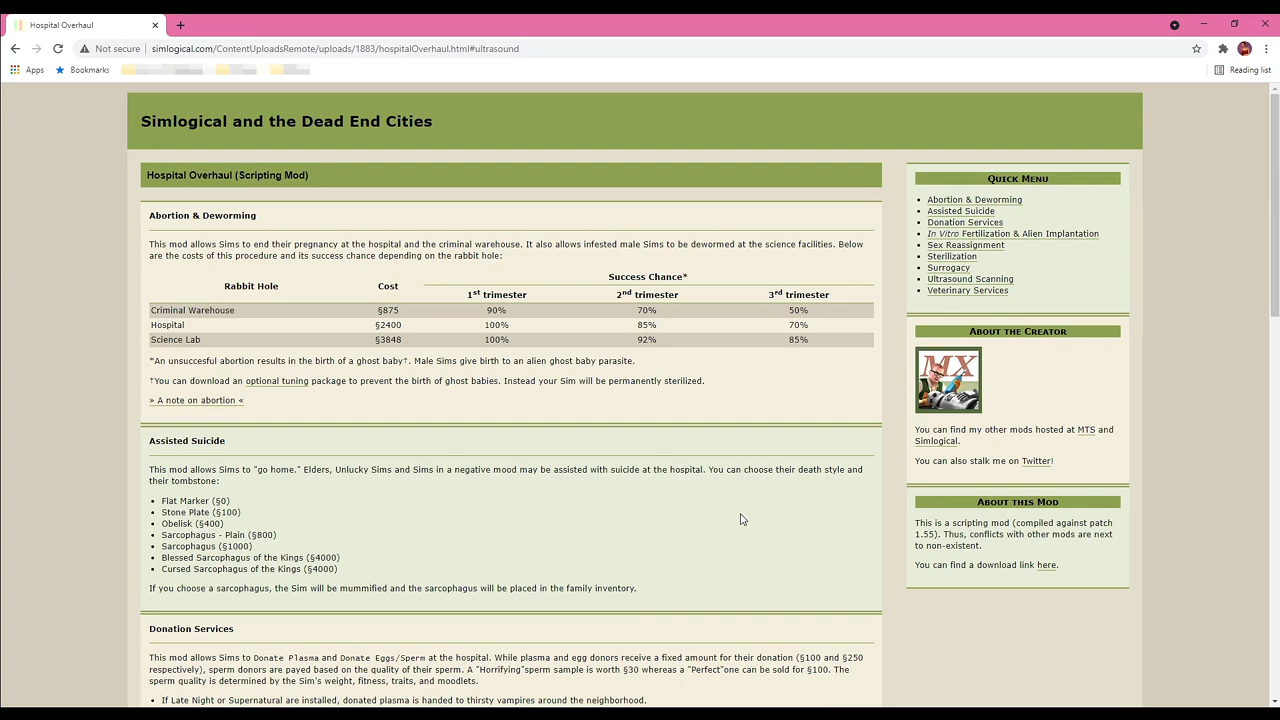 Hospital Overhaul
Not secure
simlogical.com/ContentUploadsRemote/uploads/1883/hospitalOverhaul.html#ultrasound
Apps
Bookmarks
Reading list
Simlogical and the Dead End Cities
Hospital Overhaul (Scripting Mod)
Abortion & Deworming
This mod allows Sims to end their pregnancy at the hospital and the criminal warehouse. It also allows infested male Sims to be dewormed at the science facilities. Below
are the costs of this procedure and its success chance depending on the rabbit hole:
Rabbit Hole Cost Success Chance*
1st trimester 2nd trimester 3rd trimester
Criminal Warehouse §875 90% 70% 50%
Hospital §2400 100% 85% 70%
Science Lab §3848 100% 92% 85%
*An unsuccesful abortion results in the birth of a ghost baby†. Male Sims give birth to an alien ghost baby parasite.
†You can download an optional tuning package to prevent the birth of ghost babies. Instead your Sim will be permanently sterilized.
» A note on abortion «
Assisted Suicide
This mod allows Sims to "go home." Elders, Unlucky Sims and Sims in a negative mood may be assisted with suicide at the hospital. You can choose their death style and
their tombstone:
• Flat Marker (§0)
• Stone Plate (§100)
• Obelisk (§400)
• Sarcophagus - Plain (§800)
• Sarcophagus (§1000)
• Blessed Sarcophagus of the Kings (§4000)
• Cursed Sarcophagus of the Kings (§4000)
If you choose a sarcophagus, the Sim will be mummified and the sarcophagus will be placed in the family inventory.
Donation Services
This mod allows Sims to Donate Plasma and Donate Eggs/Sperm at the hospital. While plasma and egg donors receive a fixed amount for their donation (§100 and §250
respectively), sperm donors are payed based on the quality of their sperm. A "Horrifying"sperm sample is worth §30 whereas a "Perfect"one can be sold for §100. The
sperm quality is determined by the Sim's weight, fitness, traits, and moodlets.
• If Late Night or Supernatural are installed, donated plasma is handed to thirsty vampires around the neighborhood.
Quick Menu
• Abortion & Deworming
• Assisted Suicide
• Donation Services
• In Vitro Fertilization & Alien Implantation
• Sex Reassignment
• Sterilization
• Surrogacy
• Ultrasound Scanning
• Veterinary Services
About the Creator
MX
You can find my other mods hosted at MTS and
Simlogical.
You can also stalk me on Twitter!
About this Mod
This is a scripting mod (compiled against patch
1.55). Thus, conflicts with other mods are next
to non-existent.
You can find a download link here.